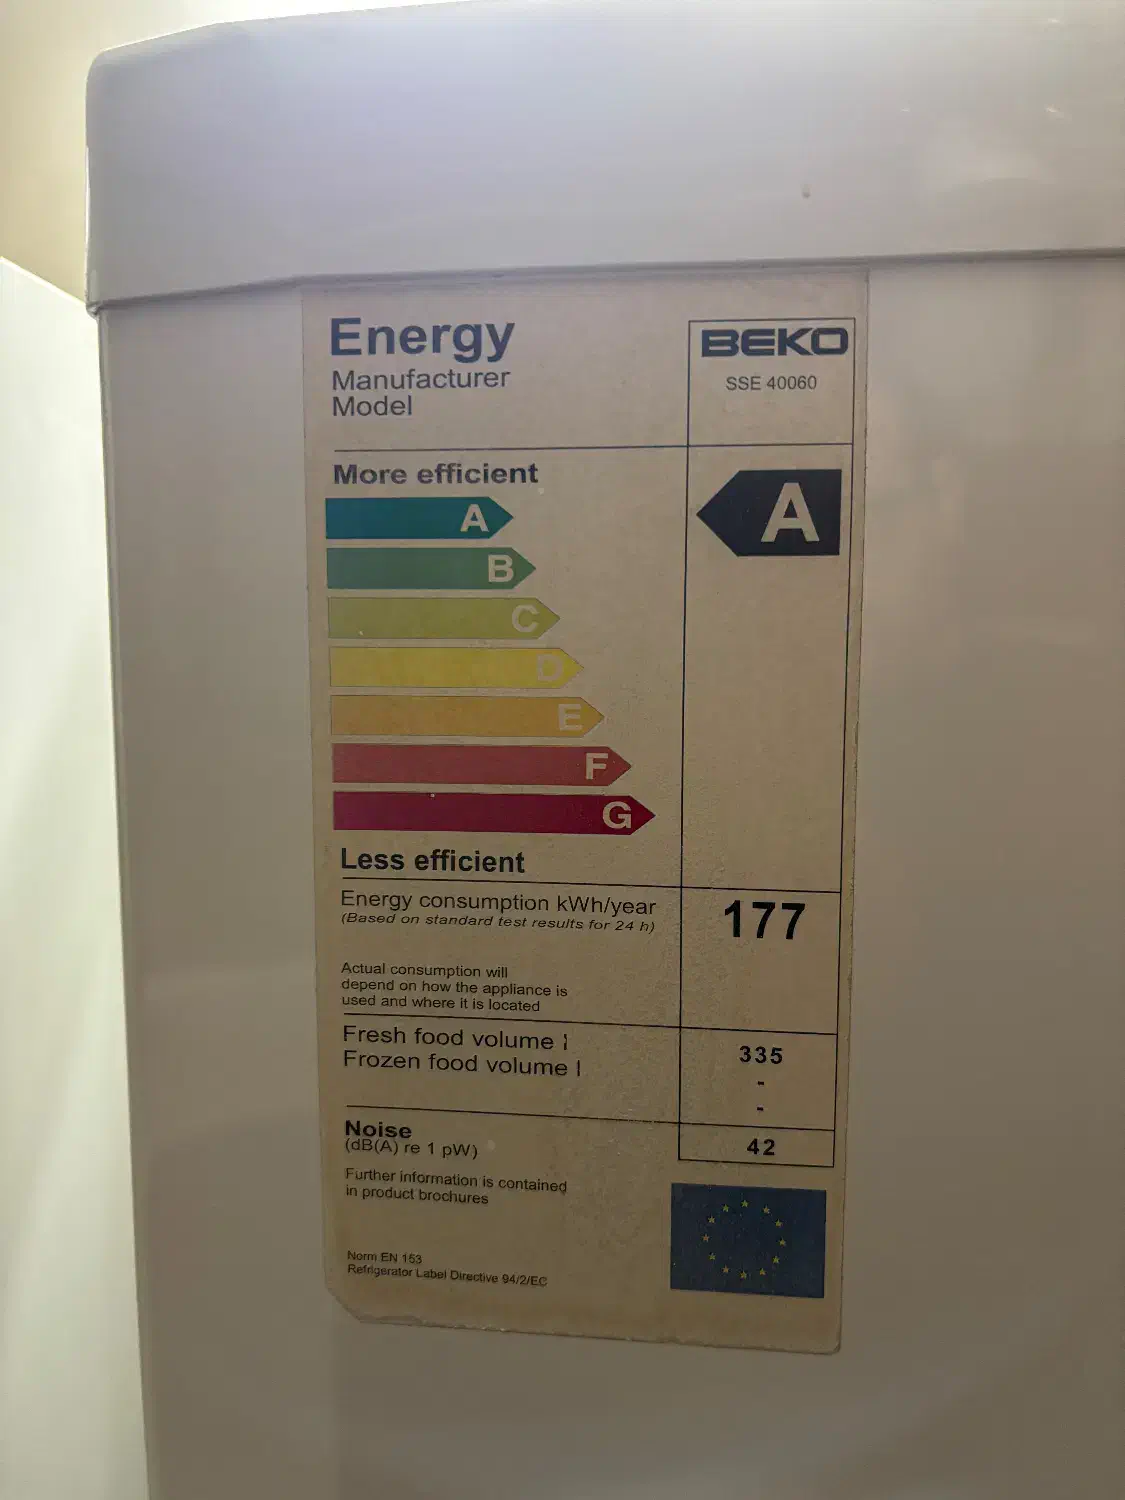 Energy
Manufacturer
Model
BEKO
SSE 40060
More efficient
A
B
C
D
E
F
G
A
Less efficient
Energy consumption kWh/year
(Based on standard test results for 24 h)
177
Actual consumption will
depend on how the appliance is
used and where it is located
Fresh food volume l
Frozen food volume l
335
-
-
Noise
(dB(A) re 1 pW)
42
Further information is contained
in product brochures
Norm EN 153
Refrigerator Label Directive 94/2/EC